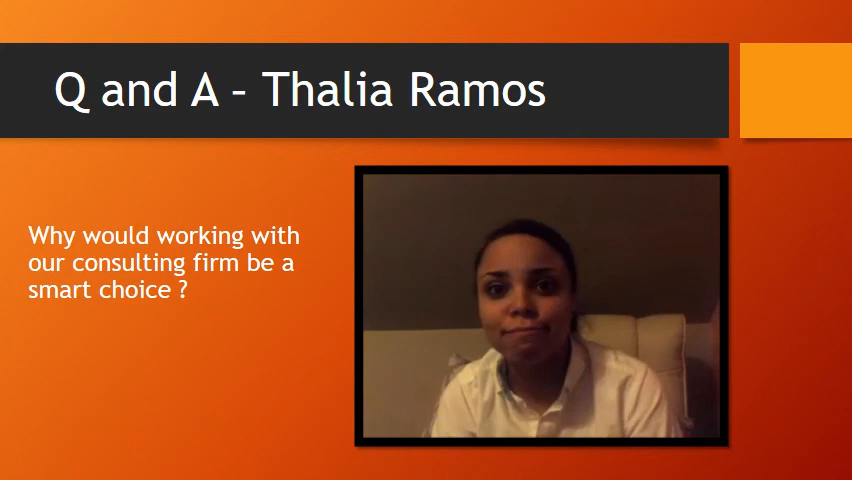 Q and A – Thalia Ramos
Why would working with
our consulting firm be a
smart choice ?